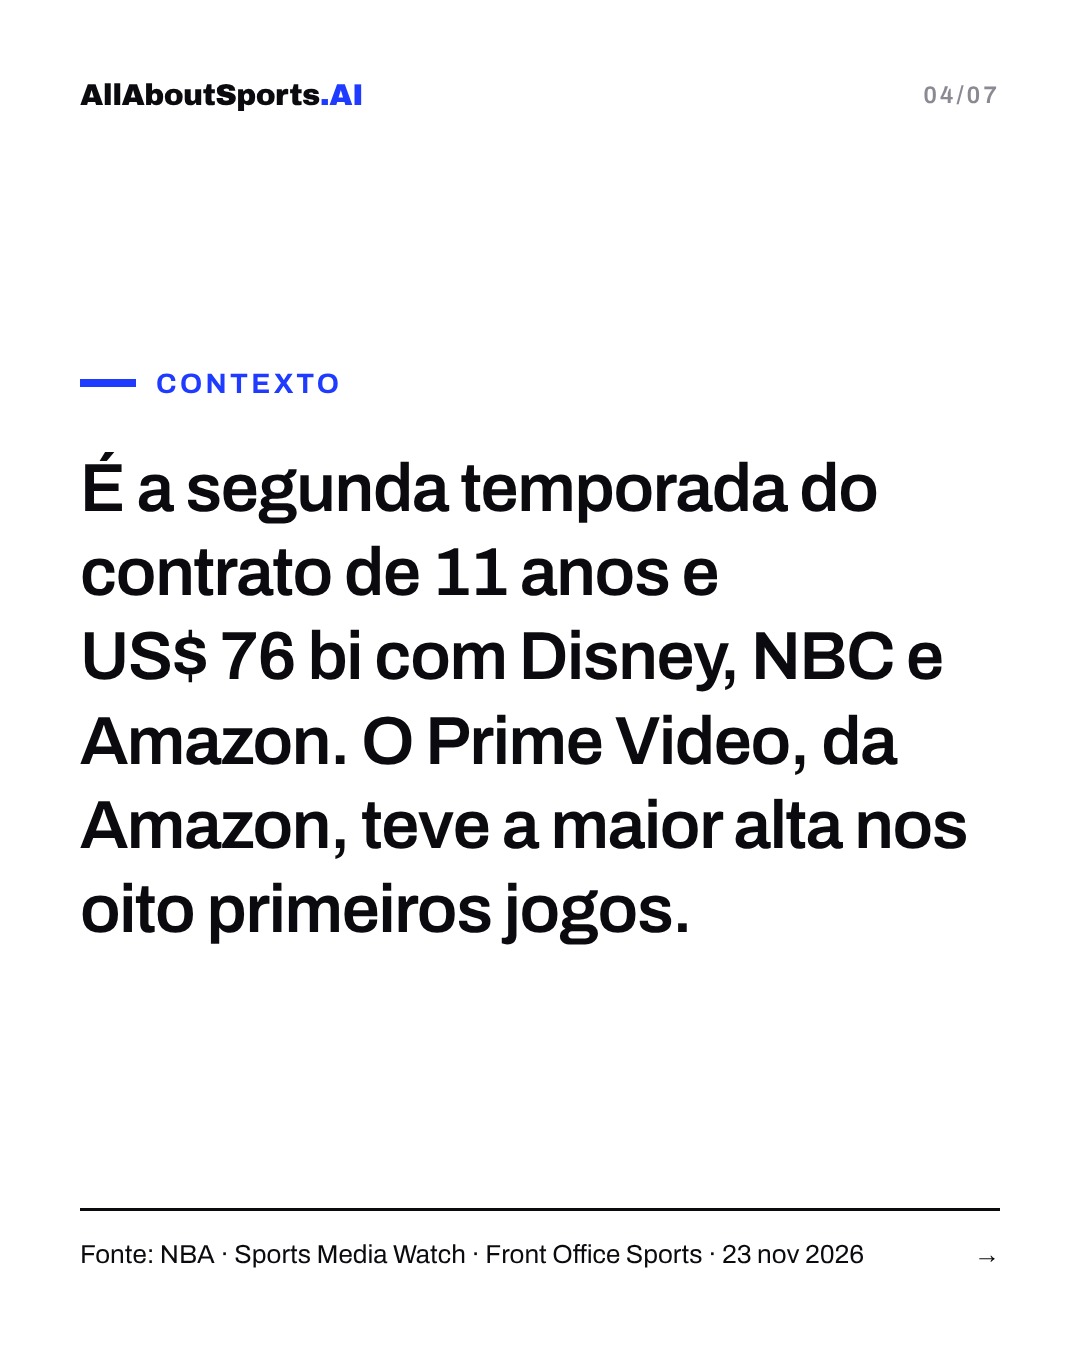 AllAboutSports.AI
04/07
CONTEXTO
É a segunda temporada do
contrato de 11 anos e
US$ 76 bi com Disney, NBC e
Amazon. O Prime Video, da
Amazon, teve a maior alta nos
oito primeiros jogos.
Fonte: NBA · Sports Media Watch · Front Office Sports · 23 nov 2026 →